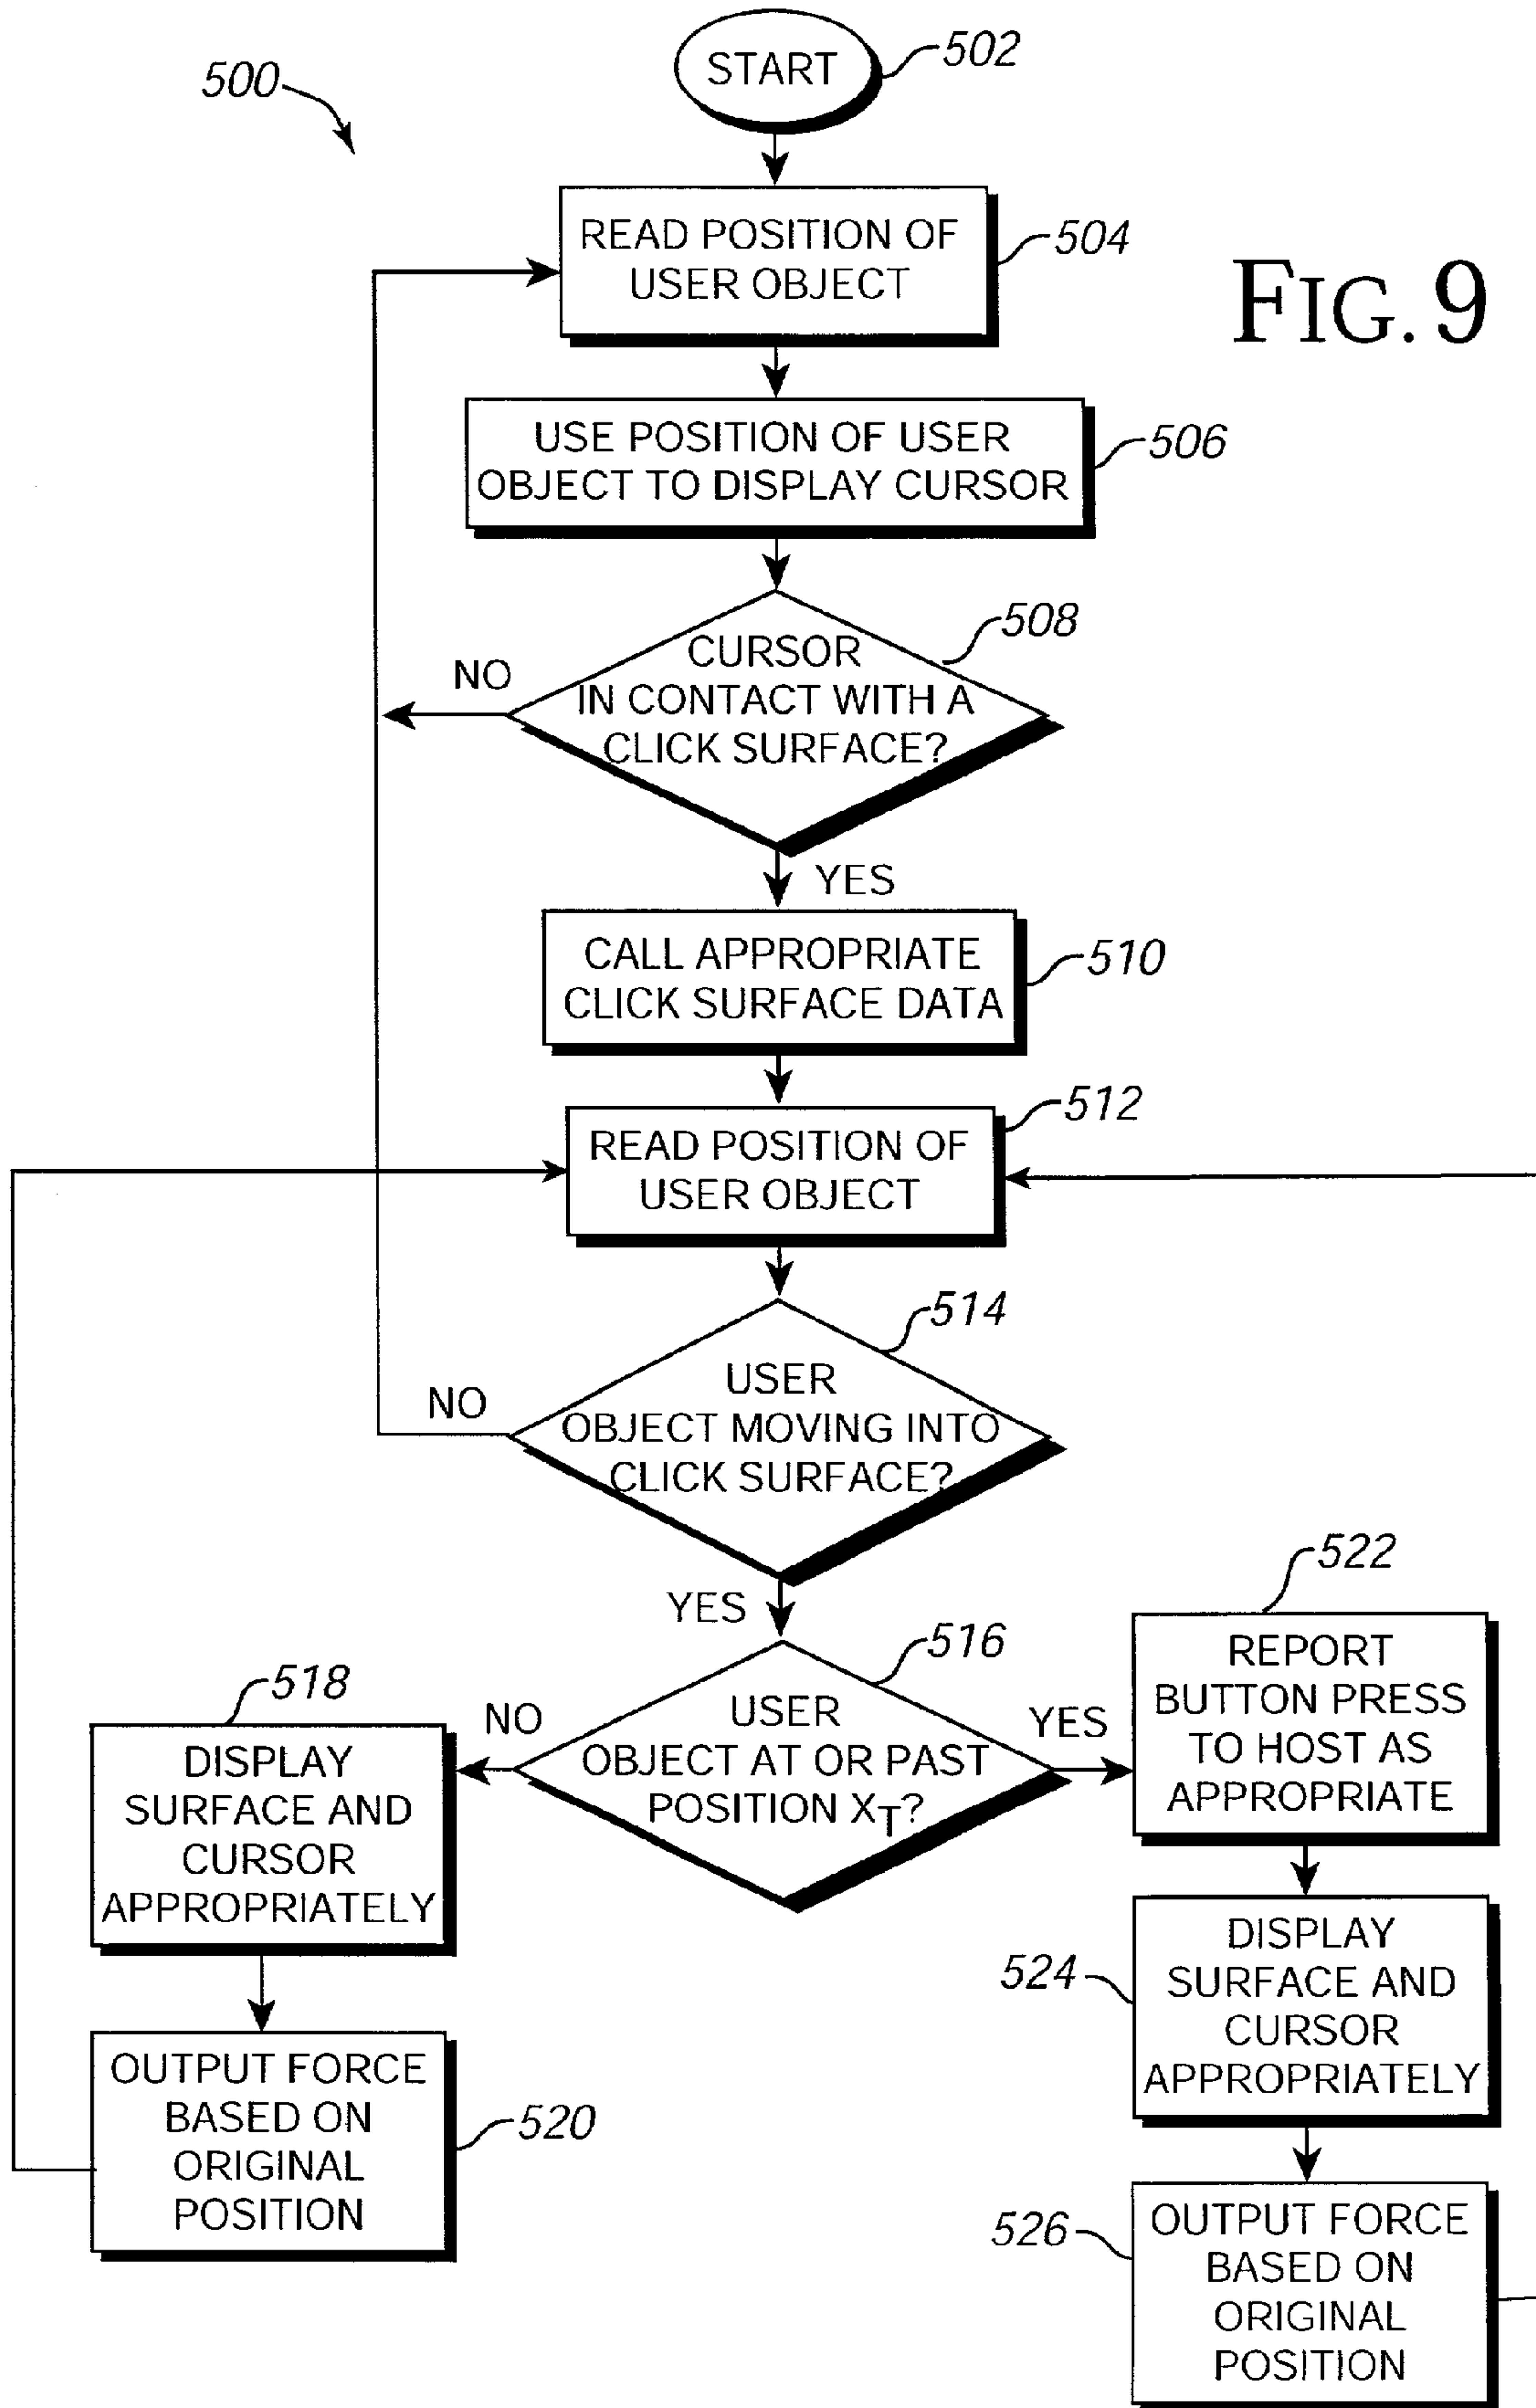 START
502
500
READ POSITION OF
USER OBJECT
504
FIG. 9
USE POSITION OF USER
OBJECT TO DISPLAY CURSOR
506
CURSOR
IN CONTACT WITH A
CLICK SURFACE?
508
NO
YES
CALL APPROPRIATE
CLICK SURFACE DATA
510
READ POSITION OF
USER OBJECT
512
USER
OBJECT MOVING INTO
CLICK SURFACE?
514
NO
YES
USER
OBJECT AT OR PAST
POSITION XT?
516
NO
YES
518
DISPLAY
SURFACE AND
CURSOR
APPROPRIATELY
OUTPUT FORCE
BASED ON
ORIGINAL
POSITION
520
522
REPORT
BUTTON PRESS
TO HOST AS
APPROPRIATE
524
DISPLAY
SURFACE AND
CURSOR
APPROPRIATELY
526
OUTPUT FORCE
BASED ON
ORIGINAL
POSITION